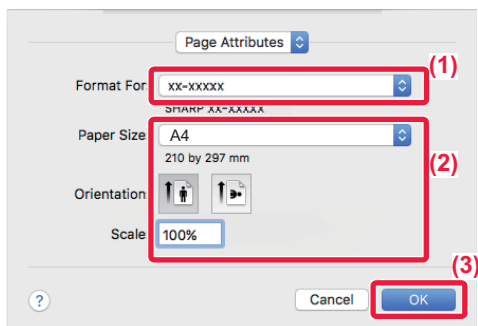 Page Attributes
(1)
Format For: xx-xxxxx
SHARP xx-xxxxx
Paper Size: A4
210 by 297 mm
(2)
Orientation:
Scale: 100%
(3)
? Cancel OK